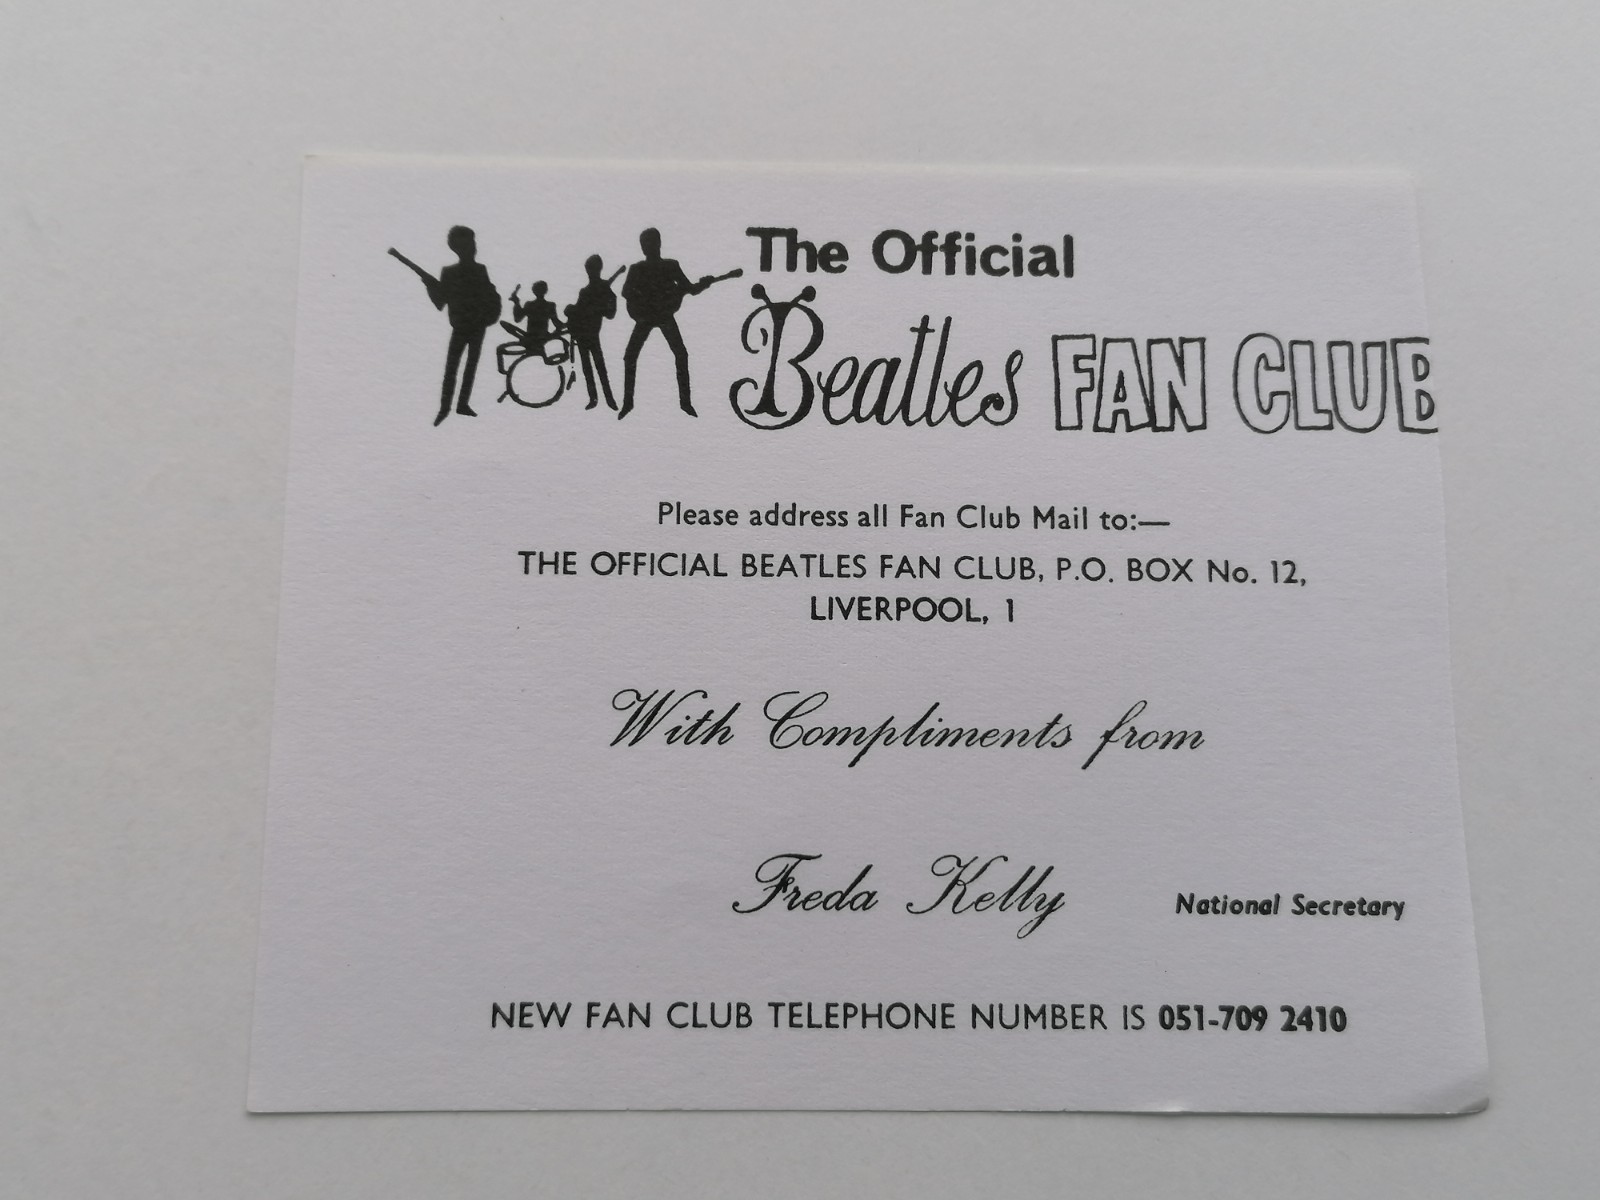 The Official
Beatles FAN CLUB
Please address all Fan Club Mail to:—
THE OFFICIAL BEATLES FAN CLUB, P.O. BOX No. 12,
LIVERPOOL, 1
With Compliments from
Freda Kelly National Secretary
NEW FAN CLUB TELEPHONE NUMBER IS 051-709 2410